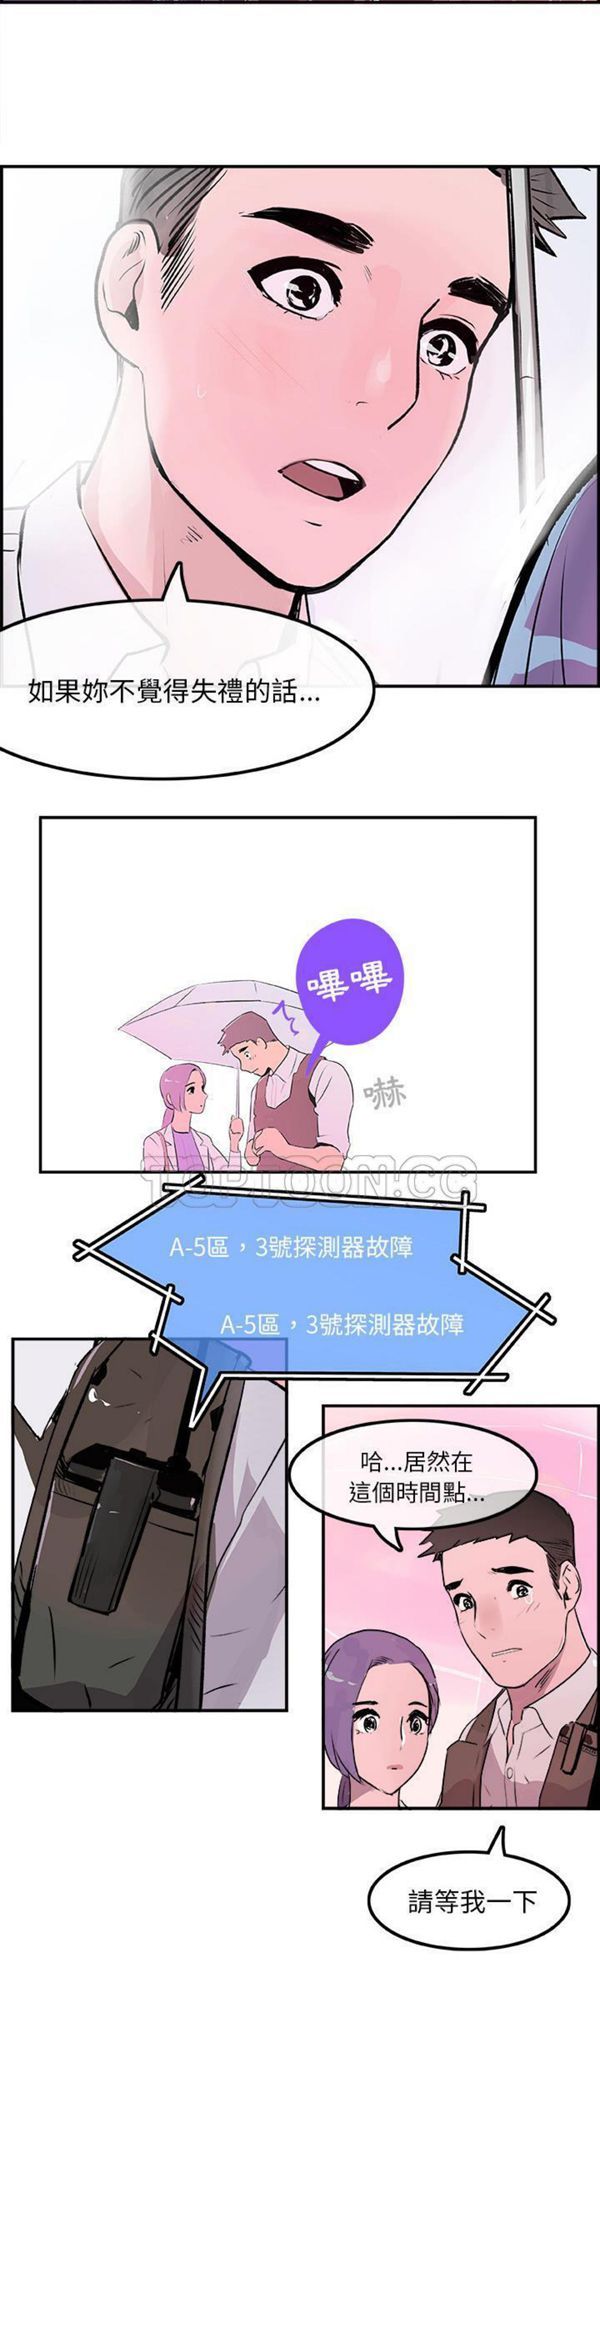 如果妳不覺得失禮的話...
嗶嗶
嚇
TOPTOON.CC
A-5區，3號探測器故障
A-5區，3號探測器故障
哈...居然在
這個時間點...
請等我一下